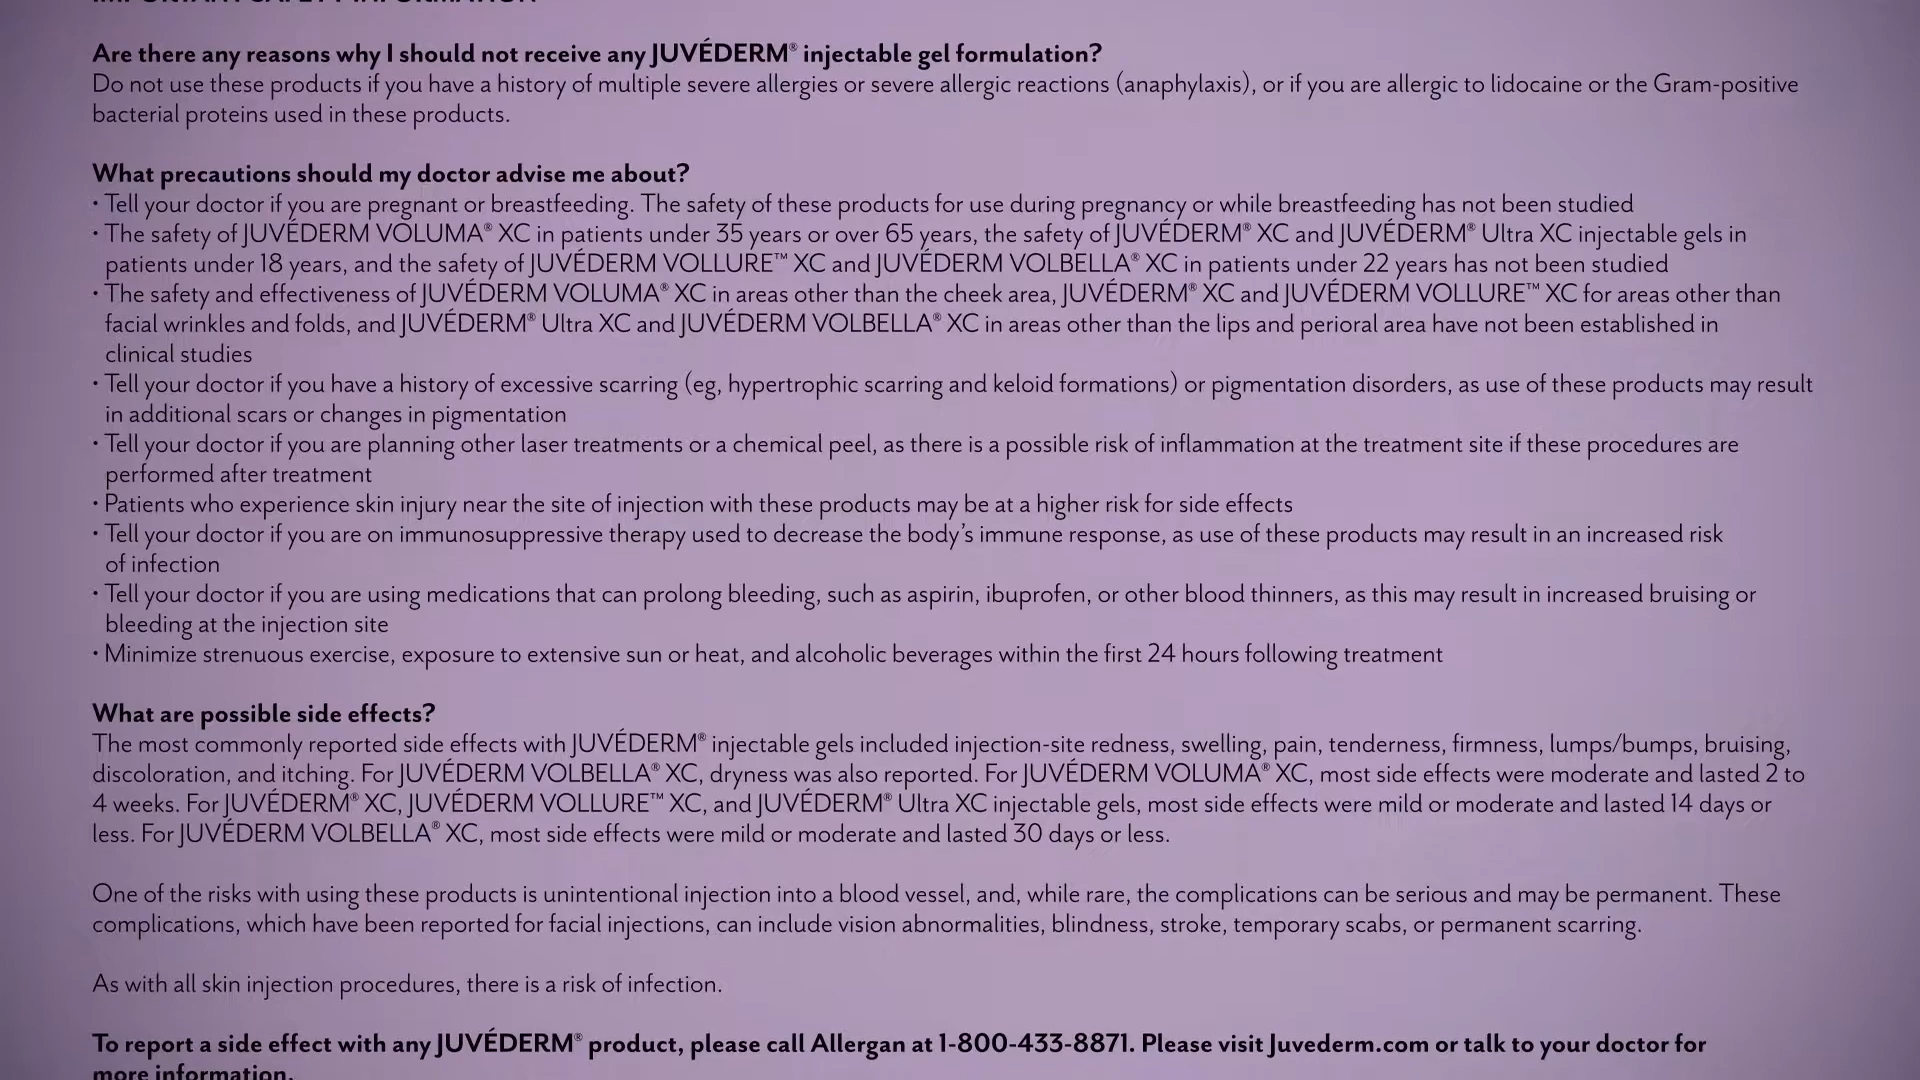 IMPORTANT SAFETY INFORMATION
Are there any reasons why I should not receive any JUVÉDERM® injectable gel formulation?
Do not use these products if you have a history of multiple severe allergies or severe allergic reactions (anaphylaxis), or if you are allergic to lidocaine or the Gram-positive
bacterial proteins used in these products.
What precautions should my doctor advise me about?
• Tell your doctor if you are pregnant or breastfeeding. The safety of these products for use during pregnancy or while breastfeeding has not been studied
• The safety of JUVÉDERM VOLUMA® XC in patients under 35 years or over 65 years, the safety of JUVÉDERM® XC and JUVÉDERM® Ultra XC injectable gels in
patients under 18 years, and the safety of JUVÉDERM VOLLURE™ XC and JUVÉDERM VOLBELLA® XC in patients under 22 years has not been studied
• The safety and effectiveness of JUVÉDERM VOLUMA® XC in areas other than the cheek area, JUVÉDERM® XC and JUVÉDERM VOLLURE™ XC for areas other than
facial wrinkles and folds, and JUVÉDERM® Ultra XC and JUVÉDERM VOLBELLA® XC in areas other than the lips and perioral area have not been established in
clinical studies
• Tell your doctor if you have a history of excessive scarring (eg, hypertrophic scarring and keloid formations) or pigmentation disorders, as use of these products may result
in additional scars or changes in pigmentation
• Tell your doctor if you are planning other laser treatments or a chemical peel, as there is a possible risk of inflammation at the treatment site if these procedures are
performed after treatment
• Patients who experience skin injury near the site of injection with these products may be at a higher risk for side effects
• Tell your doctor if you are on immunosuppressive therapy used to decrease the body’s immune response, as use of these products may result in an increased risk
of infection
• Tell your doctor if you are using medications that can prolong bleeding, such as aspirin, ibuprofen, or other blood thinners, as this may result in increased bruising or
bleeding at the injection site
• Minimize strenuous exercise, exposure to extensive sun or heat, and alcoholic beverages within the first 24 hours following treatment
What are possible side effects?
The most commonly reported side effects with JUVÉDERM® injectable gels included injection-site redness, swelling, pain, tenderness, firmness, lumps/bumps, bruising,
discoloration, and itching. For JUVÉDERM VOLBELLA® XC, dryness was also reported. For JUVÉDERM VOLUMA® XC, most side effects were moderate and lasted 2 to
4 weeks. For JUVÉDERM® XC, JUVÉDERM VOLLURE™ XC, and JUVÉDERM® Ultra XC injectable gels, most side effects were mild or moderate and lasted 14 days or
less. For JUVÉDERM VOLBELLA® XC, most side effects were mild or moderate and lasted 30 days or less.
One of the risks with using these products is unintentional injection into a blood vessel, and, while rare, the complications can be serious and may be permanent. These
complications, which have been reported for facial injections, can include vision abnormalities, blindness, stroke, temporary scabs, or permanent scarring.
As with all skin injection procedures, there is a risk of infection.
To report a side effect with any JUVÉDERM® product, please call Allergan at 1-800-433-8871. Please visit Juvederm.com or talk to your doctor for
more information.